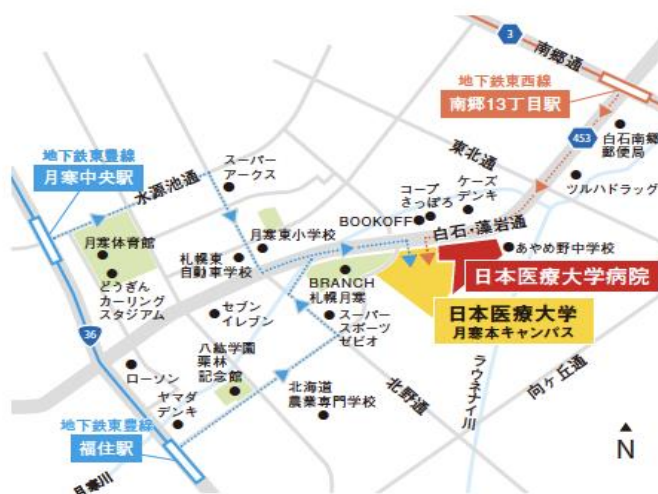 3
南郷通
地下鉄東西線
南郷13丁目駅
453
白石南郷
郵便局
東北通
ツルハドラッグ
ケーズ
デンキ
コープ
さっぽろ
BOOKOFF
白石・藻岩通
あやめ野中学校
地下鉄東豊線
月寒中央駅
水源池通
スーパー
アークス
月寒体育館
どうぎん
カーリング
スタジアム
札幌東
自動車学校
月寒東小学校
BRANCH
札幌月寒
日本医療大学病院
日本医療大学
月寒本キャンパス
セブン
イレブン
スーパー
スポーツ
ゼビオ
36
ローソン
八紘学園
栗林
記念館
ヤマダ
デンキ
北海道
農業専門学校
北野通
ラウネナイ川
向ヶ丘通
地下鉄東豊線
福住駅
月寒川
N